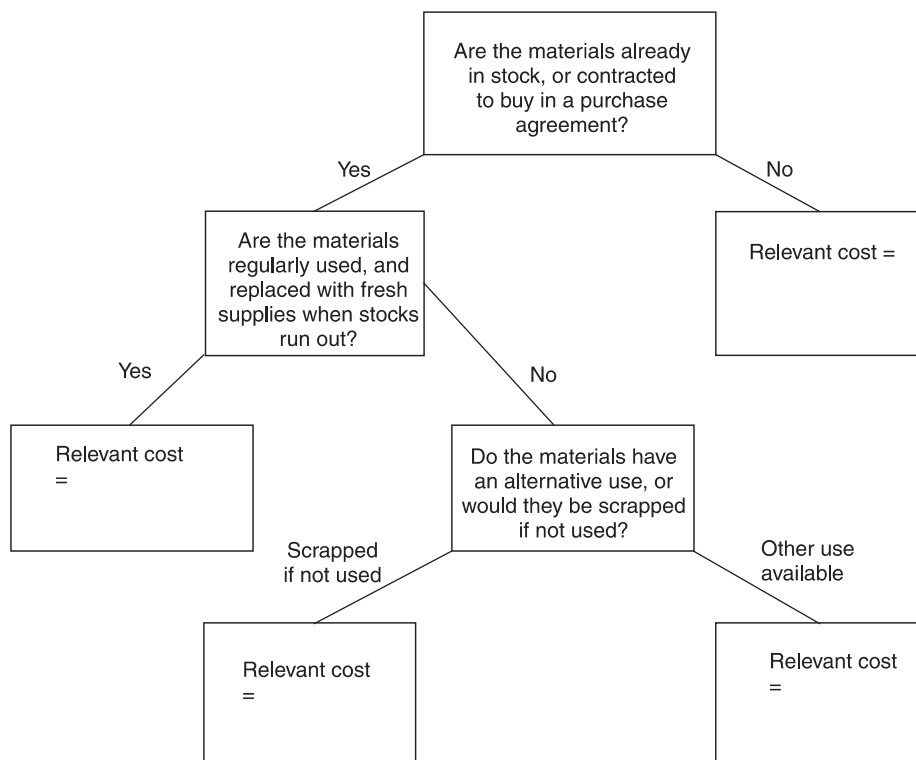 Are the materials already
in stock, or contracted
to buy in a purchase
agreement?
Yes
No
Are the materials
regularly used, and
replaced with fresh
supplies when stocks
run out?
Relevant cost =
Yes
No
Relevant cost
=
Do the materials have
an alternative use, or
would they be scrapped
if not used?
Scrapped
if not used
Other use
available
Relevant cost
=
Relevant cost
=